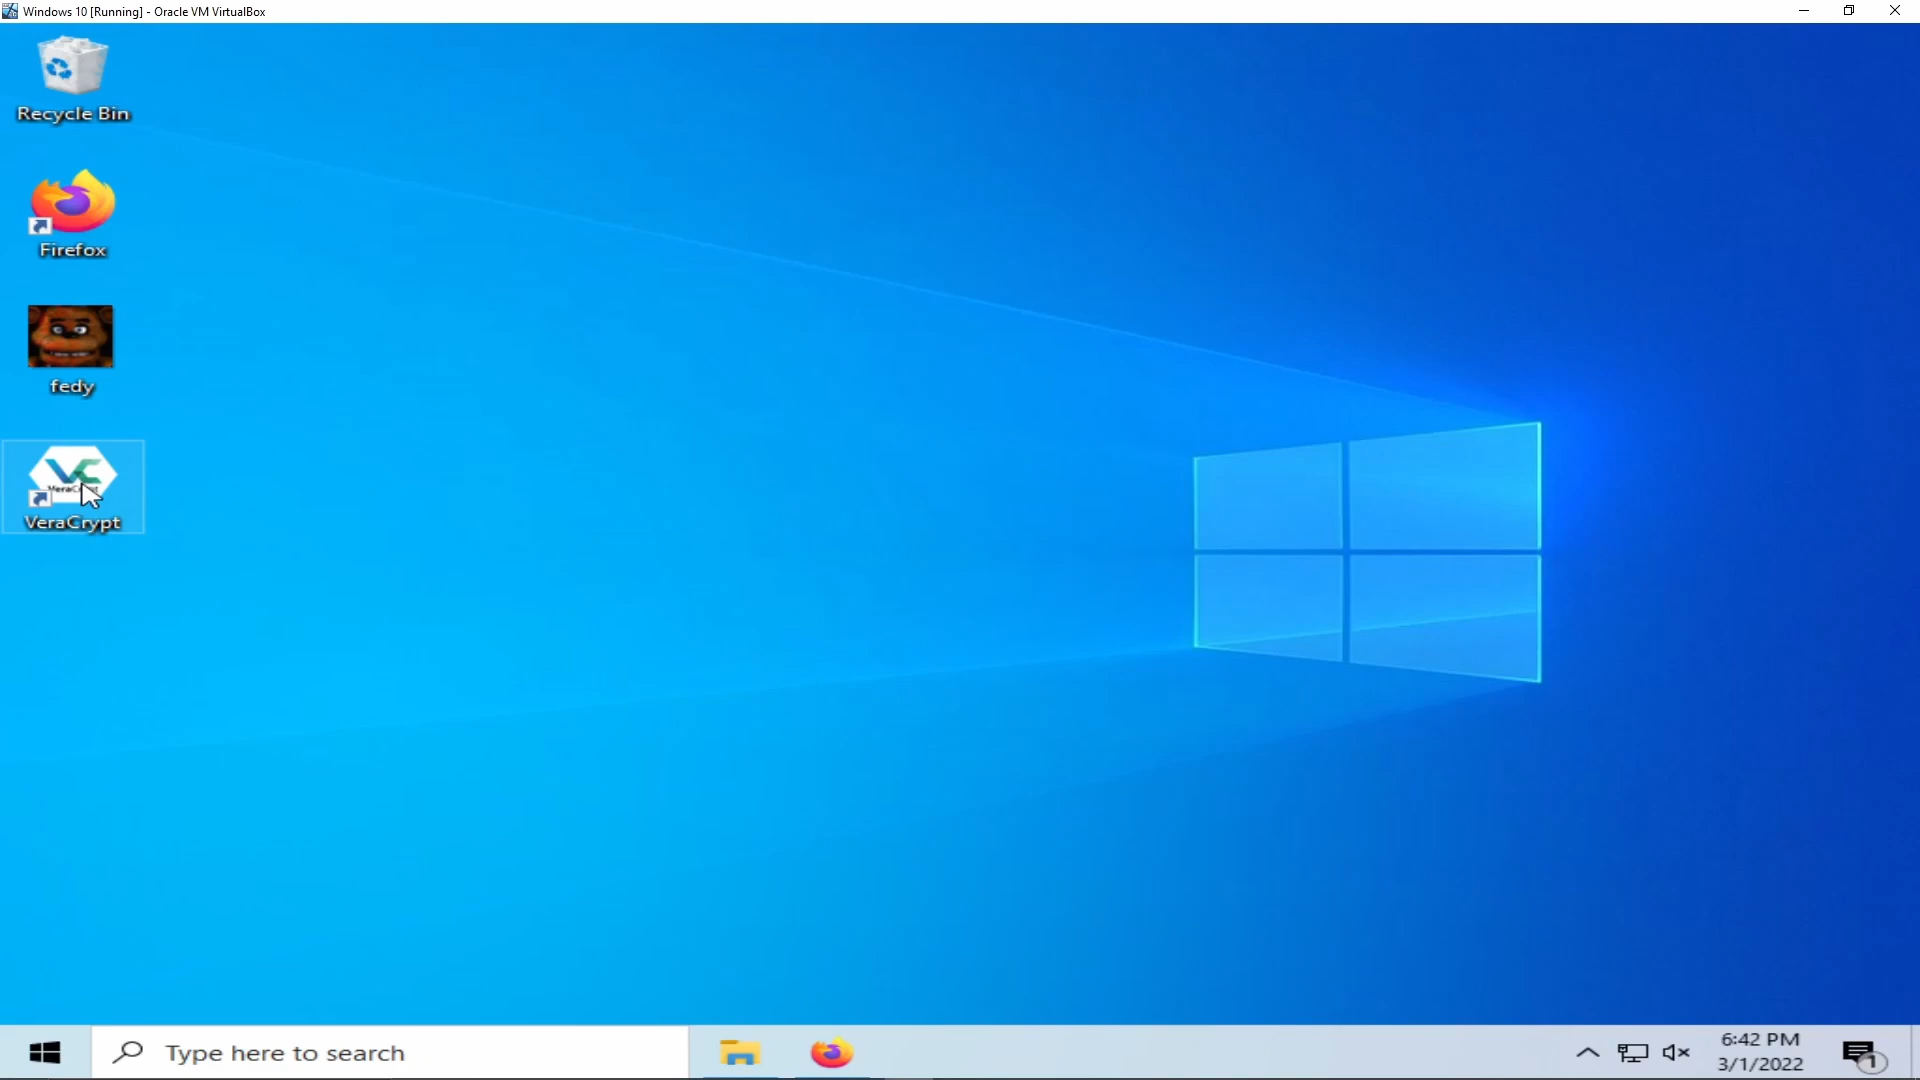 Windows 10 [Running] - Oracle VM VirtualBox
Recycle Bin
Firefox
fedy
VeraCrypt
Type here to search
6:42 PM
3/1/2022
1